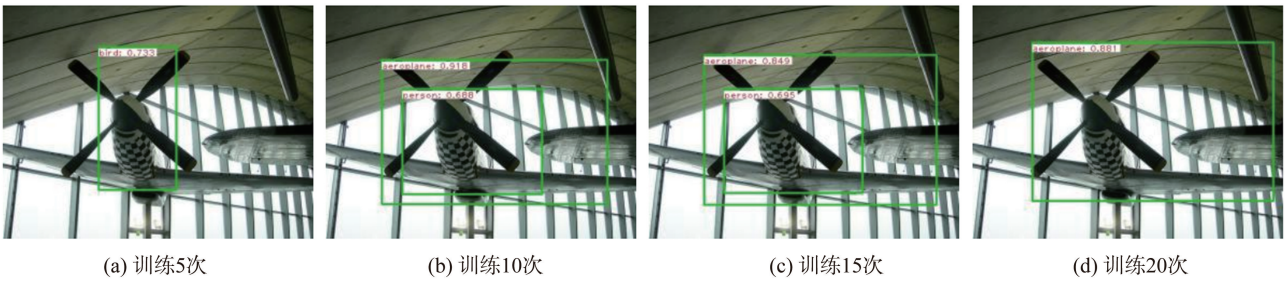 bird: 0.733
aeroplane: 0.918
person: 0.688
aeroplane: 0.849
person: 0.695
aeroplane: 0.881
(a) 训练5次
(b) 训练10次
(c) 训练15次
(d) 训练20次